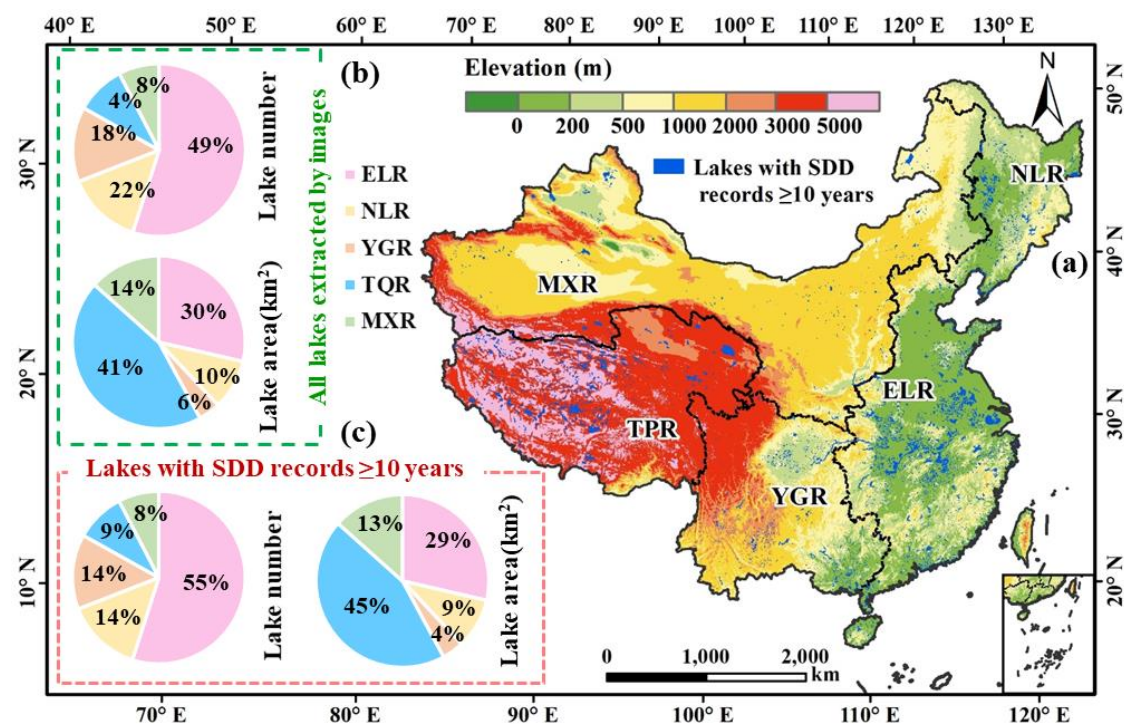 40° E 50° E 60° E 70° E 80° E 90° E 100° E 110° E 120° E 130° E
(b)
Elevation (m)
0 200 500 1000 2000 3000 5000
N
50° N
40° N
30° N
20° N
30° N
20° N
10° N
Lakes with SDD
records ≥10 years
All lakes extracted by images
8%
4%
49%
18%
22%
Lake number
14%
30%
41%
10%
6%
Lake area(km²)
ELR
NLR
YGR
TQR
MXR
NLR
(a)
MXR
ELR
TPR
YGR
(c)
Lakes with SDD records ≥10 years
8%
9%
55%
14%
14%
Lake number
13%
29%
45%
9%
4%
Lake area(km²)
0 1,000 2,000
km
70° E 80° E 90° E 100° E 110° E 120° E